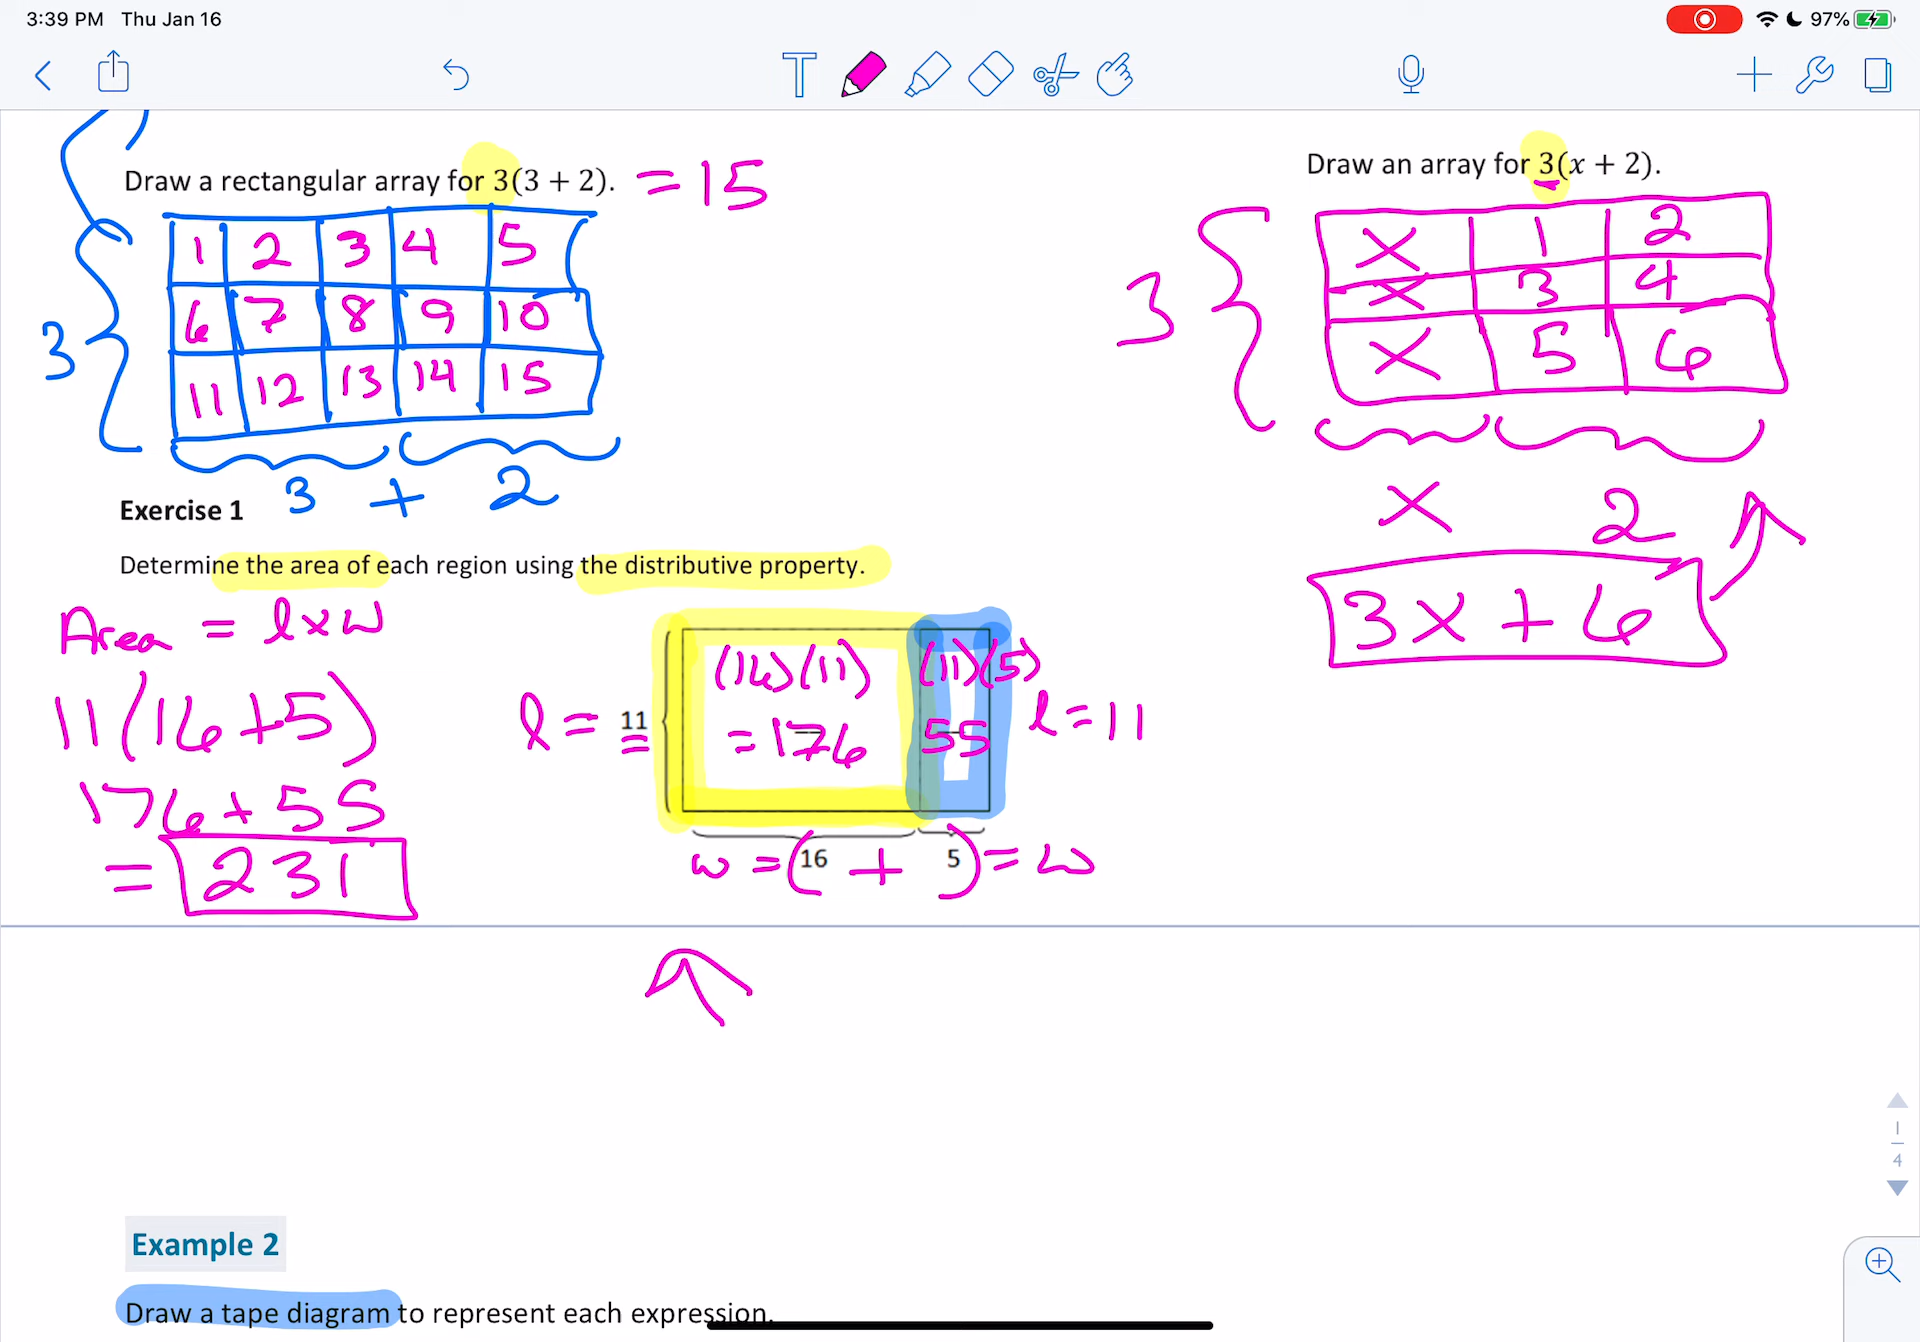 3:39 PM Thu Jan 16
97%
T
Draw a rectangular array for 3(3 + 2). = 15
1 2 3 4 5
6 7 8 9 10
11 12 13 14 15
3
3 + 2
Draw an array for 3(x + 2).
X 1 2
X 3 4
X 5 6
3
X 2
3x + 6
Exercise 1
Determine the area of each region using the distributive property.
Area = l x w
11(16+5)
176 + 55
= 231
l = 11
(16)(11) (11)(5)
= 176 55
l = 11
w = (16 + 5) = w
1
4
Example 2
Draw a tape diagram to represent each expression.